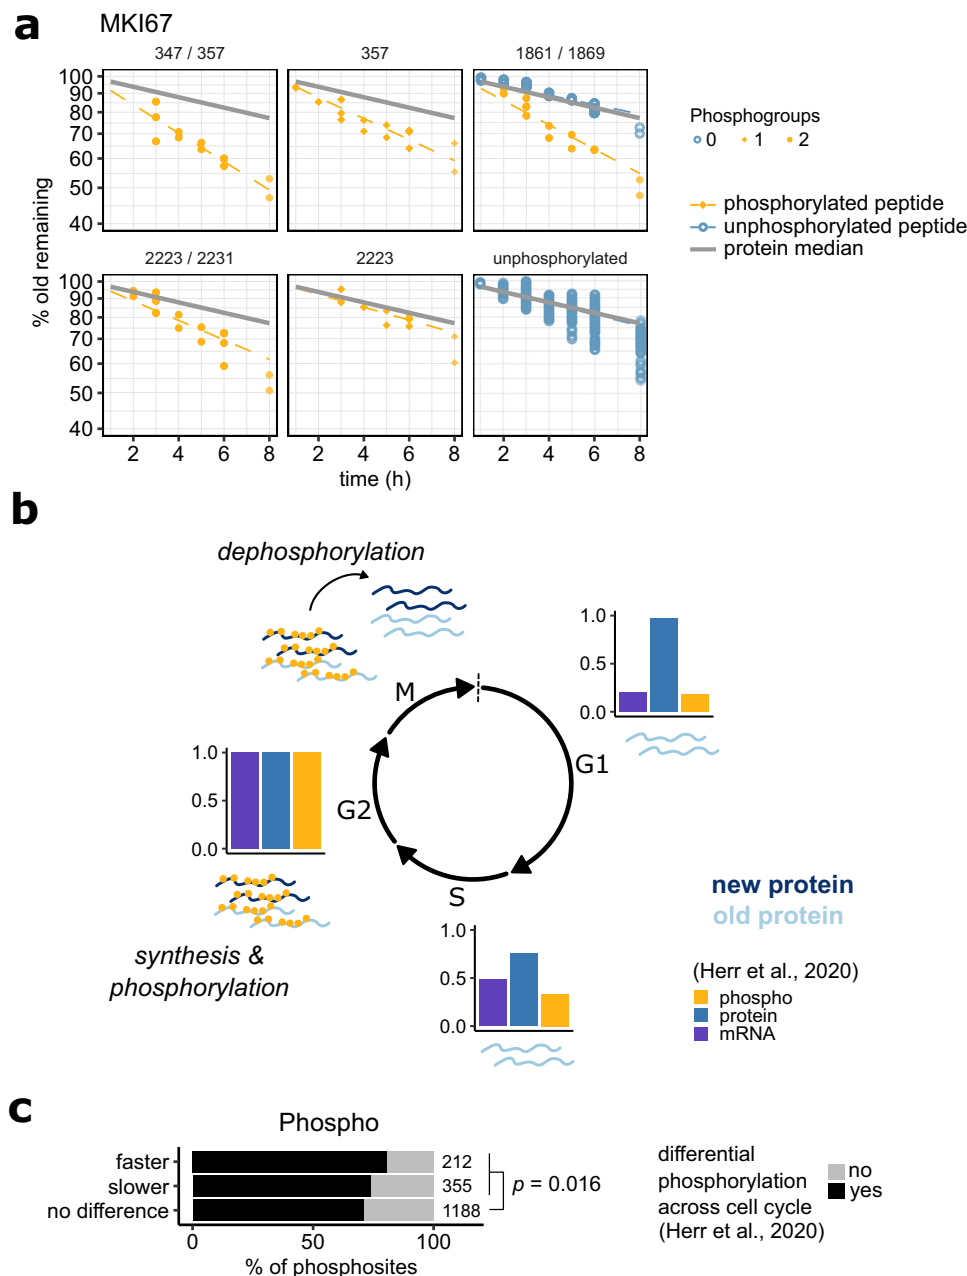 a
MKI67
347 / 357
357
1861 / 1869
100
90
80
70
60
50
40
Phosphogroups
0 1 2
phosphorylated peptide
unphosphorylated peptide
protein median
% old remaining
2223 / 2231
2223
unphosphorylated
100
90
80
70
60
50
40
2 4 6 8
2 4 6 8
2 4 6 8
time (h)
b
dephosphorylation
1.0
0.5
0.0
M
G1
1.0
0.5
0.0
G2
S
synthesis &
phosphorylation
1.0
0.5
0.0
new protein
old protein
(Herr et al., 2020)
phospho
protein
mRNA
c
Phospho
faster
212
slower
355
no difference
1188
p = 0.016
0 50 100
% of phosphosites
differential
phosphorylation
across cell cycle
(Herr et al., 2020)
no
yes